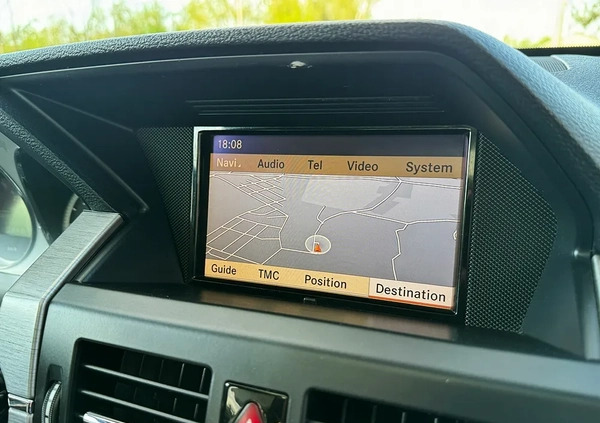 18:08
Navi. Audio Tel Video System
Guide TMC Position Destination